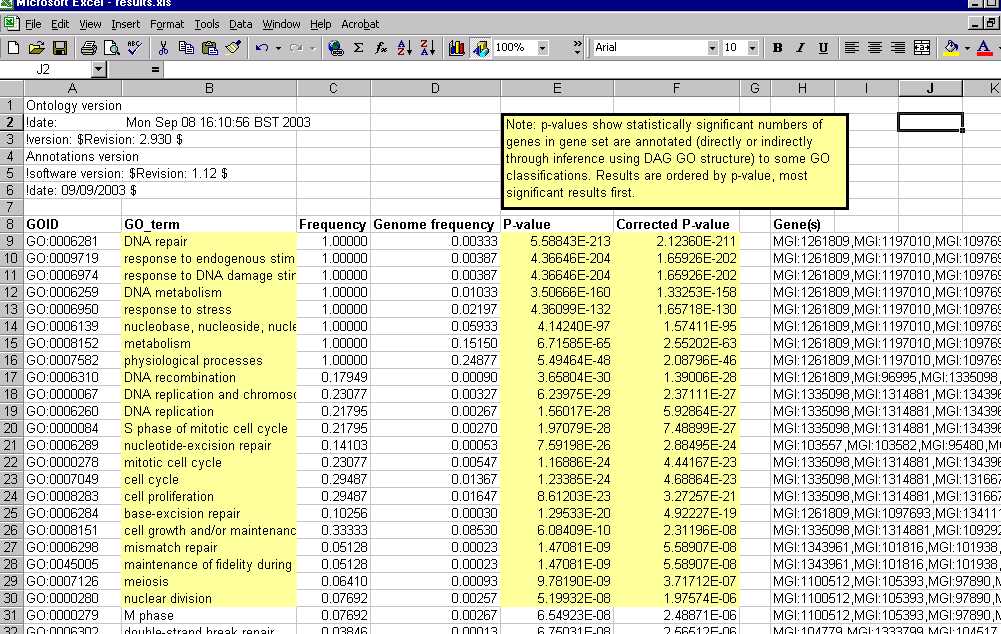 Microsoft Excel - results.xls
File Edit View Insert Format Tools Data Window Help Acrobat
100% Arial 10 B I U
J2 =
A B C D E F G H I J K
1 Ontology version
2 !date: Mon Sep 08 16:10:56 BST 2003
3 !version: $Revision: 2.930 $
4 Annotations version
5 !software version: $Revision: 1.12 $
6 !date: 09/09/2003 $
7
Note: p-values show statistically significant numbers of
genes in gene set are annotated (directly or indirectly
through inference using DAG GO structure) to some GO
classifications. Results are ordered by p-value, most
significant results first.
8 GOID GO_term Frequency Genome frequency P-value Corrected P-value Gene(s)
9 GO:0006281 DNA repair 1.00000 0.00333 5.58843E-213 2.12360E-211 MGI:1261809,MGI:1197010,MGI:109769
10 GO:0009719 response to endogenous stim 1.00000 0.00387 4.36646E-204 1.65926E-202 MGI:1261809,MGI:1197010,MGI:109769
11 GO:0006974 response to DNA damage stir 1.00000 0.00387 4.36646E-204 1.65926E-202 MGI:1261809,MGI:1197010,MGI:109769
12 GO:0006259 DNA metabolism 1.00000 0.01033 3.50666E-160 1.33253E-158 MGI:1261809,MGI:1197010,MGI:109769
13 GO:0006950 response to stress 1.00000 0.02197 4.36099E-132 1.65718E-130 MGI:1261809,MGI:1197010,MGI:109769
14 GO:0006139 nucleobase, nucleoside, nucle 1.00000 0.05933 4.14240E-97 1.57411E-95 MGI:1261809,MGI:1197010,MGI:109769
15 GO:0008152 metabolism 1.00000 0.15150 6.71585E-65 2.55202E-63 MGI:1261809,MGI:1197010,MGI:109769
16 GO:0007582 physiological processes 1.00000 0.24877 5.49464E-48 2.08796E-46 MGI:1261809,MGI:1197010,MGI:109769
17 GO:0006310 DNA recombination 0.17949 0.00090 3.65804E-30 1.39006E-28 MGI:1261809,MGI:96995,MGI:1335098,
18 GO:0000067 DNA replication and chromoso 0.23077 0.00327 6.23975E-29 2.37111E-27 MGI:1335098,MGI:1314881,MGI:134396
19 GO:0006260 DNA replication 0.21795 0.00267 1.56017E-28 5.92864E-27 MGI:1335098,MGI:1314881,MGI:134396
20 GO:0000084 S phase of mitotic cell cycle 0.21795 0.00270 1.97079E-28 7.48899E-27 MGI:1335098,MGI:1314881,MGI:134396
21 GO:0006289 nucleotide-excision repair 0.14103 0.00053 7.59198E-26 2.88495E-24 MGI:103557,MGI:103582,MGI:95480,M
22 GO:0000278 mitotic cell cycle 0.23077 0.00547 1.16886E-24 4.44167E-23 MGI:1335098,MGI:1314881,MGI:134396
23 GO:0007049 cell cycle 0.29487 0.01367 1.23385E-24 4.68864E-23 MGI:1335098,MGI:1314881,MGI:131667
24 GO:0008283 cell proliferation 0.29487 0.01647 8.61203E-23 3.27257E-21 MGI:1335098,MGI:1314881,MGI:131667
25 GO:0006284 base-excision repair 0.10256 0.00030 1.29533E-20 4.92227E-19 MGI:1261809,MGI:1097693,MGI:134111
26 GO:0008151 cell growth and/or maintenanc 0.33333 0.08530 6.08409E-10 2.31196E-08 MGI:1335098,MGI:1314881,MGI:109292
27 GO:0006298 mismatch repair 0.05128 0.00023 1.47081E-09 5.58907E-08 MGI:1343961,MGI:101816,MGI:101938,
28 GO:0045005 maintenance of fidelity during 0.05128 0.00023 1.47081E-09 5.58907E-08 MGI:1343961,MGI:101816,MGI:101938,
29 GO:0007126 meiosis 0.06410 0.00093 9.78190E-09 3.71712E-07 MGI:1100512,MGI:105393,MGI:97890,M
30 GO:0000280 nuclear division 0.07692 0.00257 5.19932E-08 1.97574E-06 MGI:1100512,MGI:105393,MGI:97890,M
31 GO:0000279 M phase 0.07692 0.00267 6.54923E-08 2.48871E-06 MGI:1100512,MGI:105393,MGI:97890,M
32 GO:0006302 double-strand break repair 0.03846 0.00013 6.75031E-08 2.56512E-06 MGI:104779,MGI:1333799,MGI:104517